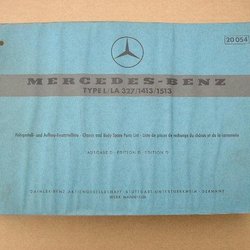 20 054
MERCEDES-BENZ
TYPE L/LA 327/1413/1513
Fahrgestell- und Aufbau-Ersatzteilliste · Chassis and Body Spare Parts List · Liste de pièces de rechange du châssis et de la carrosserie
AUSGABE D · EDITION D · EDITION D
DAIMLER-BENZ AKTIENGESELLSCHAFT · STUTTGART-UNTERTÜRKHEIM · GERMANY
WERK MANNHEIM